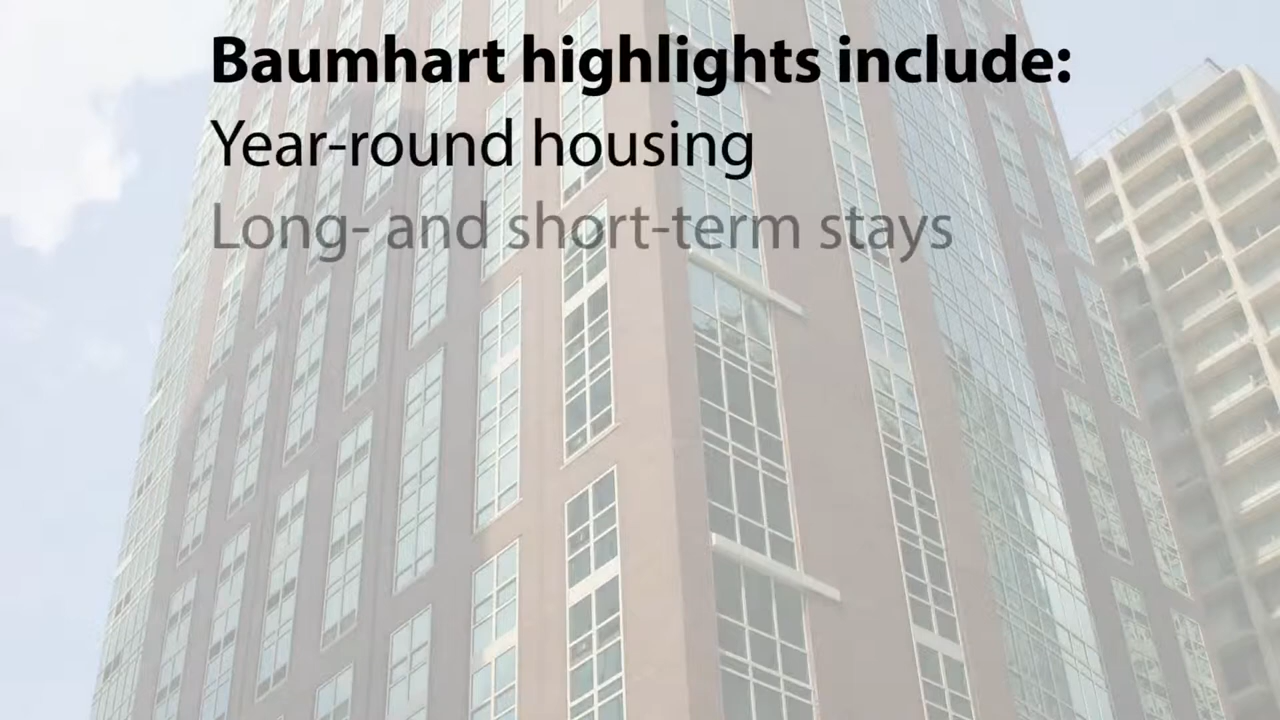 Baumhart highlights include:
Year-round housing
Long- and short-term stays